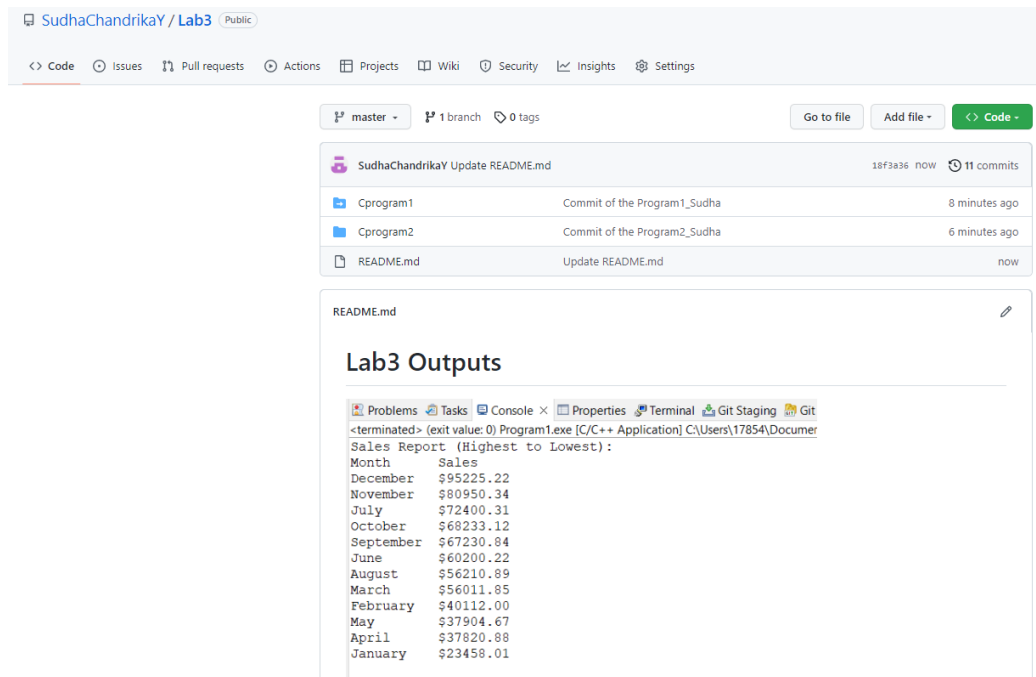 SudhaChandrikaY / Lab3 Public
Code Issues Pull requests Actions Projects Wiki Security Insights Settings
master 1 branch 0 tags Go to file Add file Code
SudhaChandrikaY Update README.md 18f3a36 now 11 commits
Cprogram1 Commit of the Program1_Sudha 8 minutes ago
Cprogram2 Commit of the Program2_Sudha 6 minutes ago
README.md Update README.md now
README.md
Lab3 Outputs
Problems Tasks Console × Properties Terminal Git Staging Git
<terminated> (exit value: 0) Program1.exe [C/C++ Application] C:\Users\17854\Documer
Sales Report (Highest to Lowest):
Month Sales
December $95225.22
November $80950.34
July $72400.31
October $68233.12
September $67230.84
June $60200.22
August $56210.89
March $56011.85
February $40112.00
May $37904.67
April $37820.88
January $23458.01